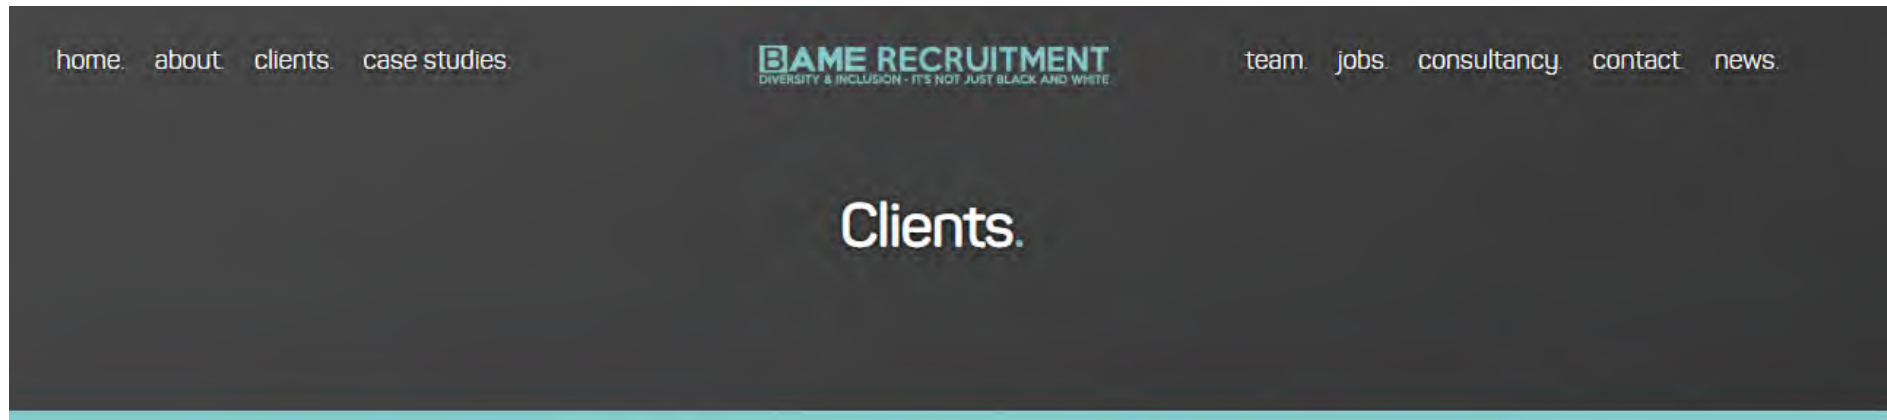 home. about. clients. case studies.
BAME RECRUITMENT
DIVERSITY & INCLUSION - IT'S NOT JUST BLACK AND WHITE
team. jobs. consultancy. contact. news.
Clients.